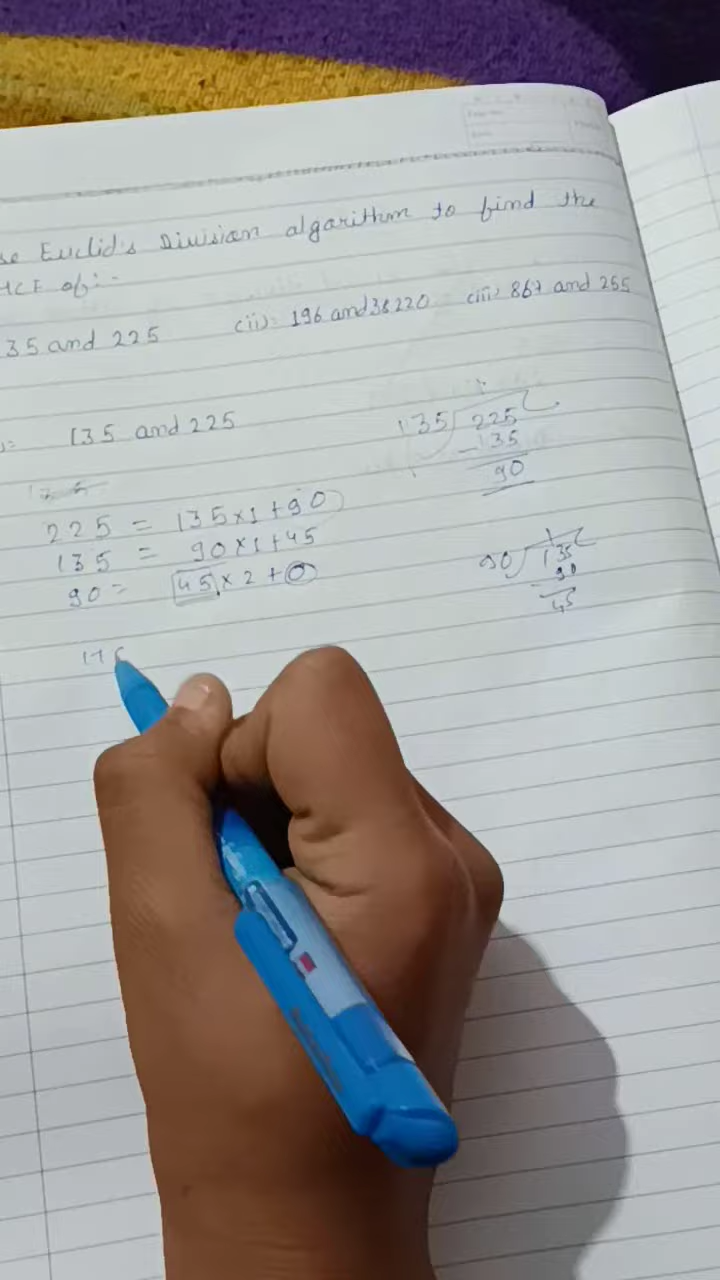 se Euclid's Division algarithm to find the
HCF of:-
35 and 225 (ii) 196 and 38220 (iii) 867 and 255
135 and 225
225 = 135×1+90
135 = 90×1+45
90 = 45×2+0
135 225
-135
90
90 135 1
- 90
45